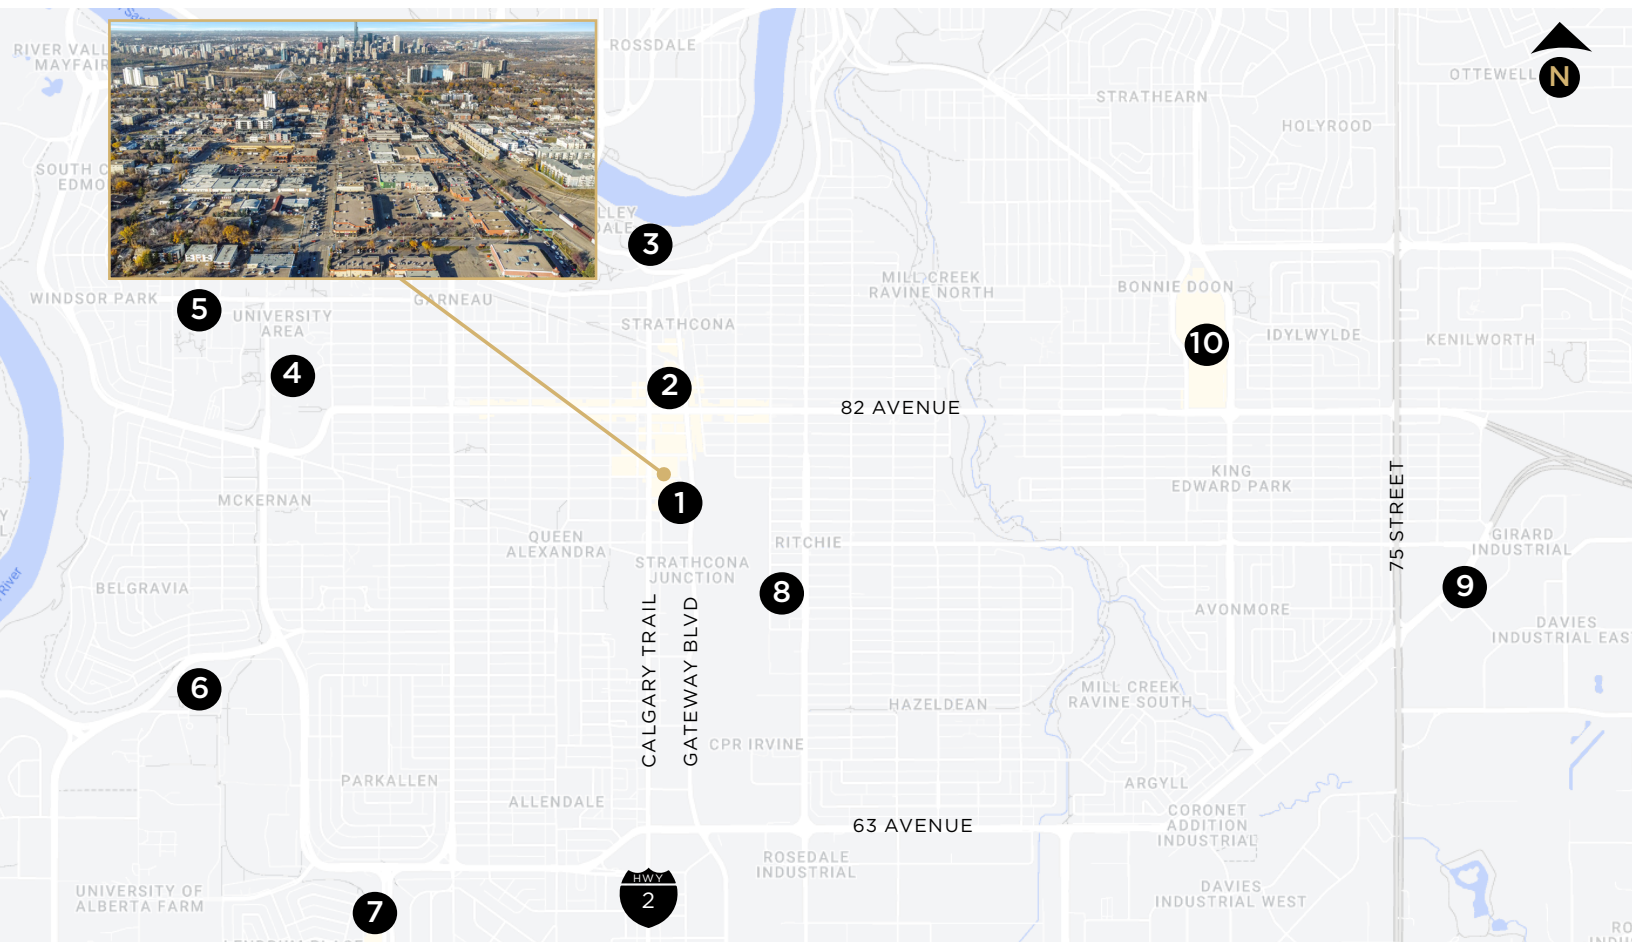 ROSSDALE
RIVER VALL
MAYFAIR
OTTEWELL
N
STRATHEARN
HOLYROOD
SOUTH C
EDMO
LLEY
DALE
3
MILL CREEK
RAVINE NORTH
BONNIE DOON
WINDSOR PARK
5
GARNEAU
UNIVERSITY
AREA
STRATHCONA
IDYLWYLDE
KENILWORTH
10
4
2
82 AVENUE
KING
EDWARD PARK
MCKERNAN
1
75 STREET
QUEEN
ALEXANDRA
RITCHIE
GIRARD
INDUSTRIAL
STRATHCONA
JUNCTION
River
BELGRAVIA
8
9
AVONMORE
DAVIES
INDUSTRIAL EAS
CALGARY TRAIL
GATEWAY BLVD
6
MILL CREEK
RAVINE SOUTH
HAZELDEAN
CPR IRVINE
PARKALLEN
ARGYLL
ALLENDALE
CORONET
ADDITION
INDUSTRIAL
63 AVENUE
ROSEDALE
INDUSTRIAL
HWY
2
UNIVERSITY OF
ALBERTA FARM
DAVIES
INDUSTRIAL WEST
7
RO